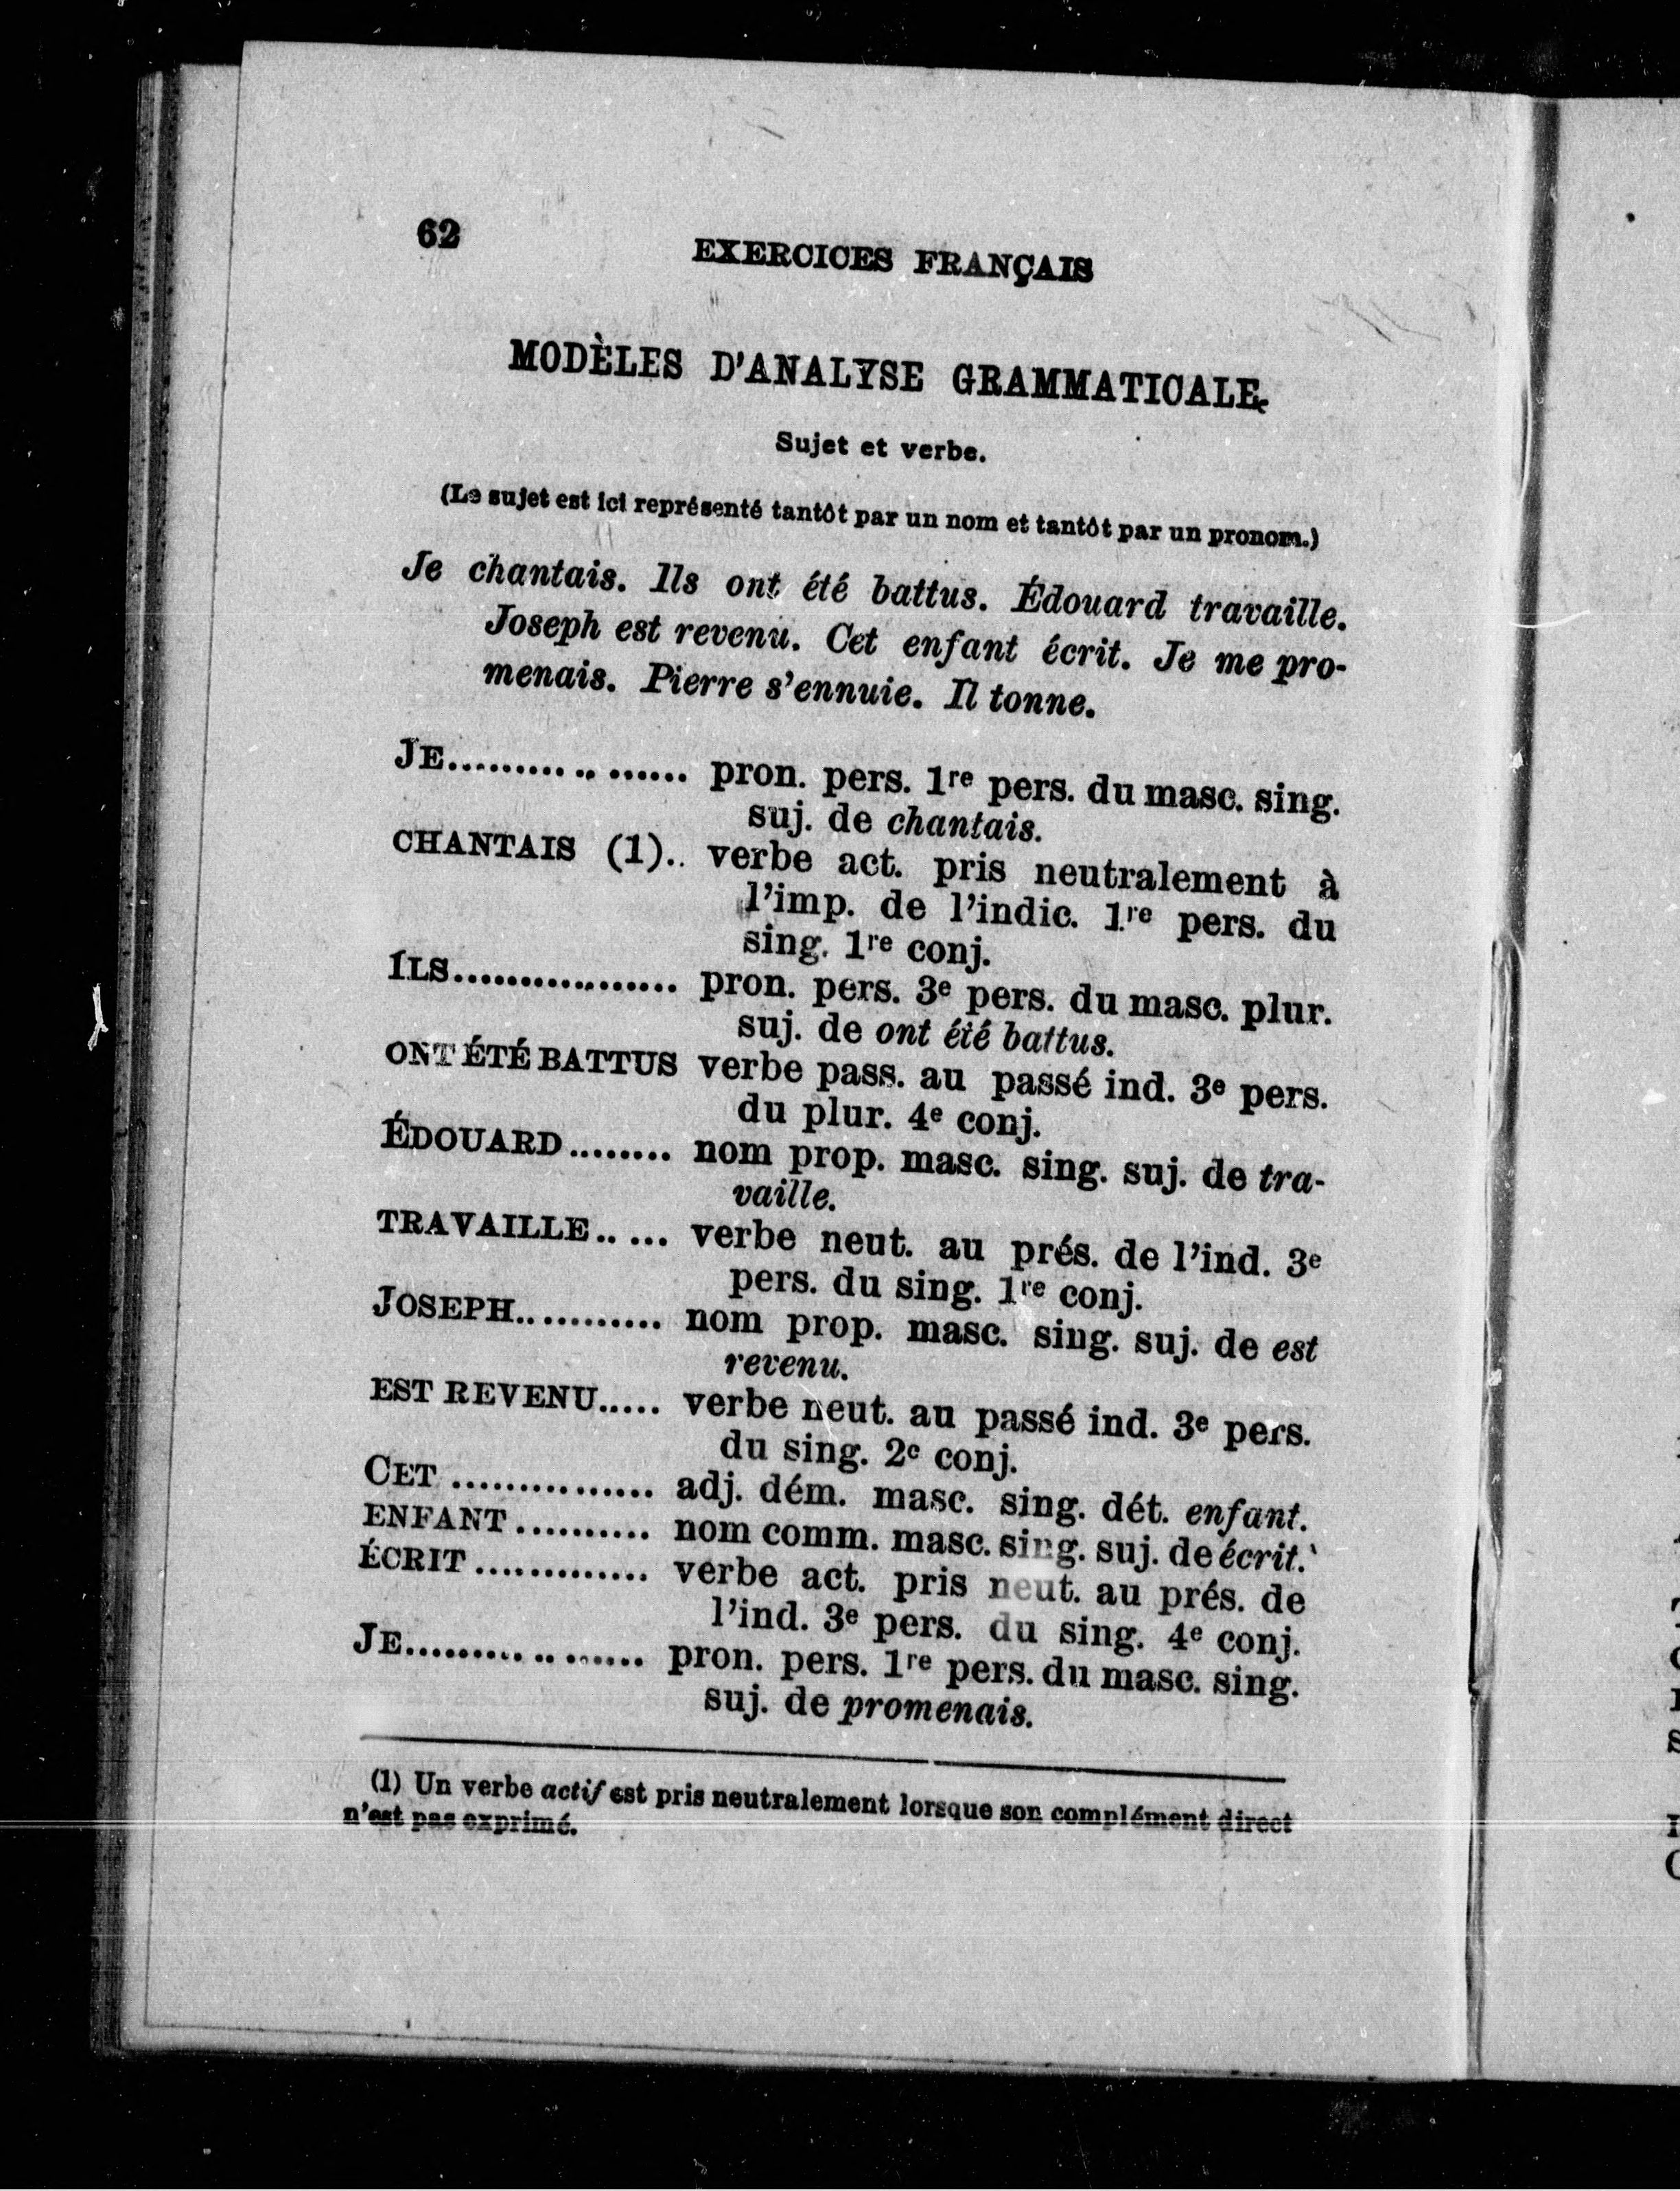 62
EXERCICES FRANÇAIS
MODÈLES D'ANALYSE GRAMMATICALE.
Sujet et verbe.
(Le sujet est ici représenté tantôt par un nom et tantôt par un pronom.)
Je chantais. Ils ont été battus. Édouard travaille.
Joseph est revenu. Cet enfant écrit. Je me pro-
menais. Pierre s'ennuie. Il tonne.
JE................. pron. pers. 1re pers. du masc. sing.
suj. de chantais.
CHANTAIS (1).. verbe act. pris neutralement à
l'imp. de l'indic. 1re pers. du
sing. 1re conj.
ILS................. pron. pers. 3e pers. du masc. plur.
suj. de ont été battus.
ONT ÉTÉ BATTUS verbe pass. au passé ind. 3e pers.
du plur. 4e conj.
ÉDOUARD........ nom prop. masc. sing. suj. de tra-
vaille.
TRAVAILLE..... verbe neut. au prés. de l'ind. 3e
pers. du sing. 1re conj.
JOSEPH........... nom prop. masc. sing. suj. de est
revenu.
EST REVENU..... verbe neut. au passé ind. 3e pers.
du sing. 2e conj.
CET ............... adj. dém. masc. sing. dét. enfant.
ENFANT.......... nom comm. masc. sing. suj. de écrit.
ÉCRIT............. verbe act. pris neut. au prés. de
l'ind. 3e pers. du sing. 4e conj.
JE................. pron. pers. 1re pers. du masc. sing.
suj. de promenais.
(1) Un verbe actif est pris neutralement lorsque son complément direct
n'est pas exprimé.